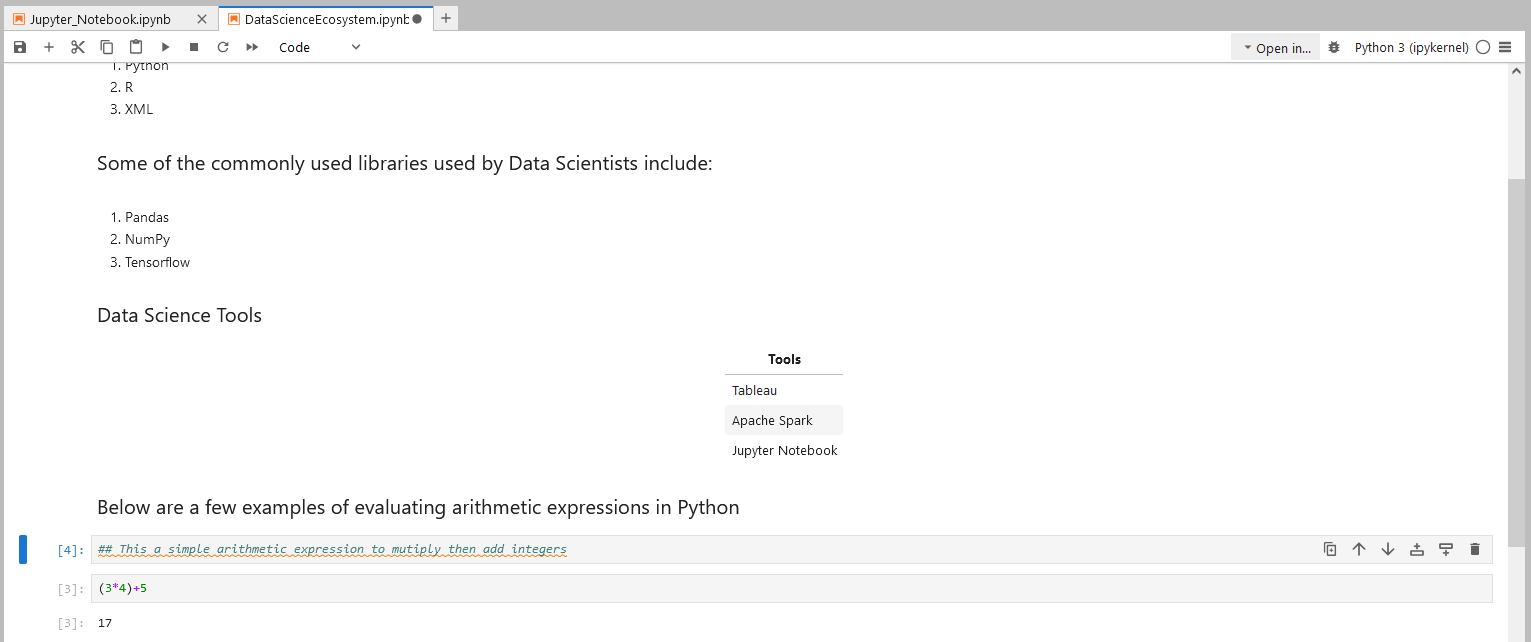 Jupyter_Notebook.ipynb
DataScienceEcosystem.ipynb
Code
Open in...
Python 3 (ipykernel)
1. Python
2. R
3. XML
Some of the commonly used libraries used by Data Scientists include:
1. Pandas
2. NumPy
3. Tensorflow
Data Science Tools
Tools
Tableau
Apache Spark
Jupyter Notebook
Below are a few examples of evaluating arithmetic expressions in Python
[4]: ## This a simple arithmetic expression to mutiply then add integers
[3]: (3*4)+5
[3]: 17